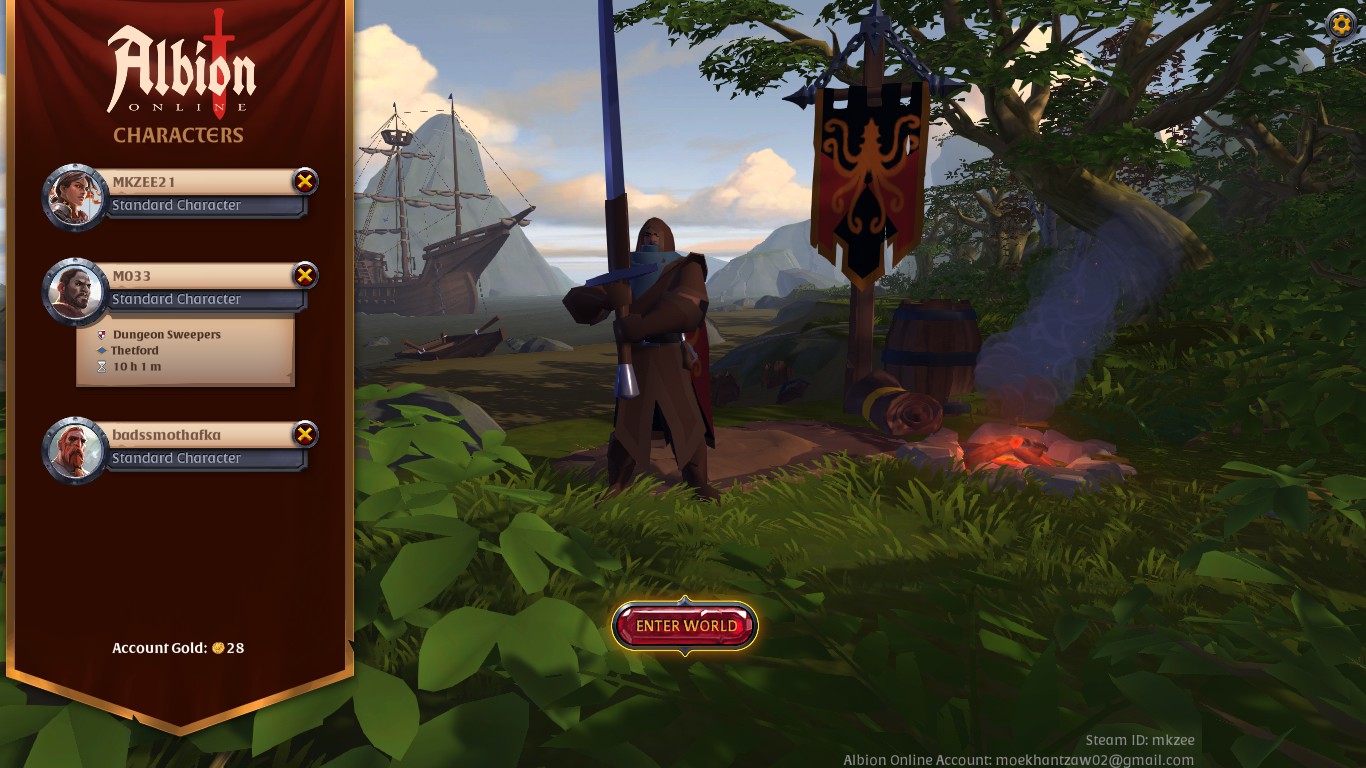 Albion
ONLINE
CHARACTERS
MKZEE21
Standard Character
MO33
Standard Character
Dungeon Sweepers
Thetford
10 h 1 m
badssmothafka
Standard Character
Account Gold: 28
ENTER WORLD
Steam ID: mkzee
Albion Online Account: moekhantzaw02@gmail.com